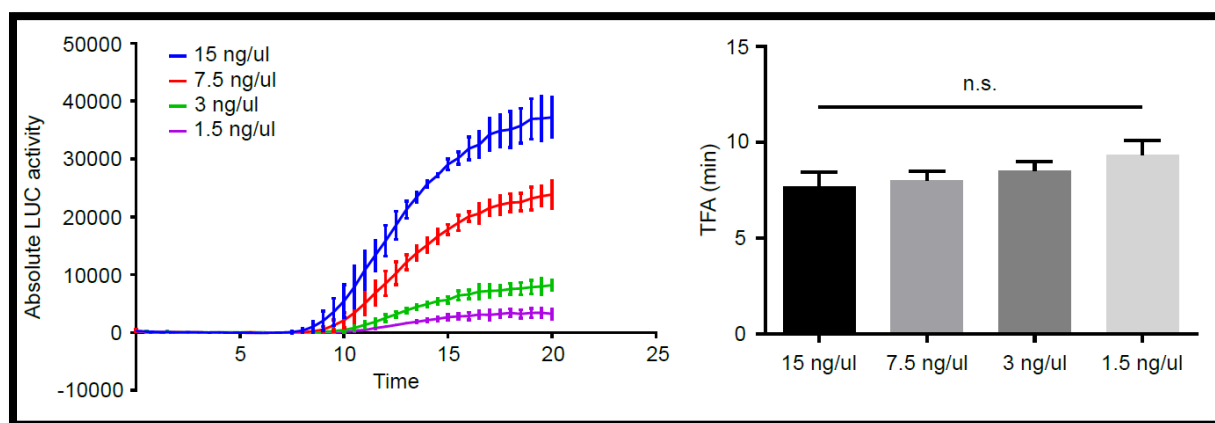 50000
40000
30000
20000
10000
0
-10000
Absolute LUC activity
15 ng/ul
7.5 ng/ul
3 ng/ul
1.5 ng/ul
5
10
15
20
25
Time
15
10
5
0
TFA (min)
n.s.
15 ng/ul
7.5 ng/ul
3 ng/ul
1.5 ng/ul